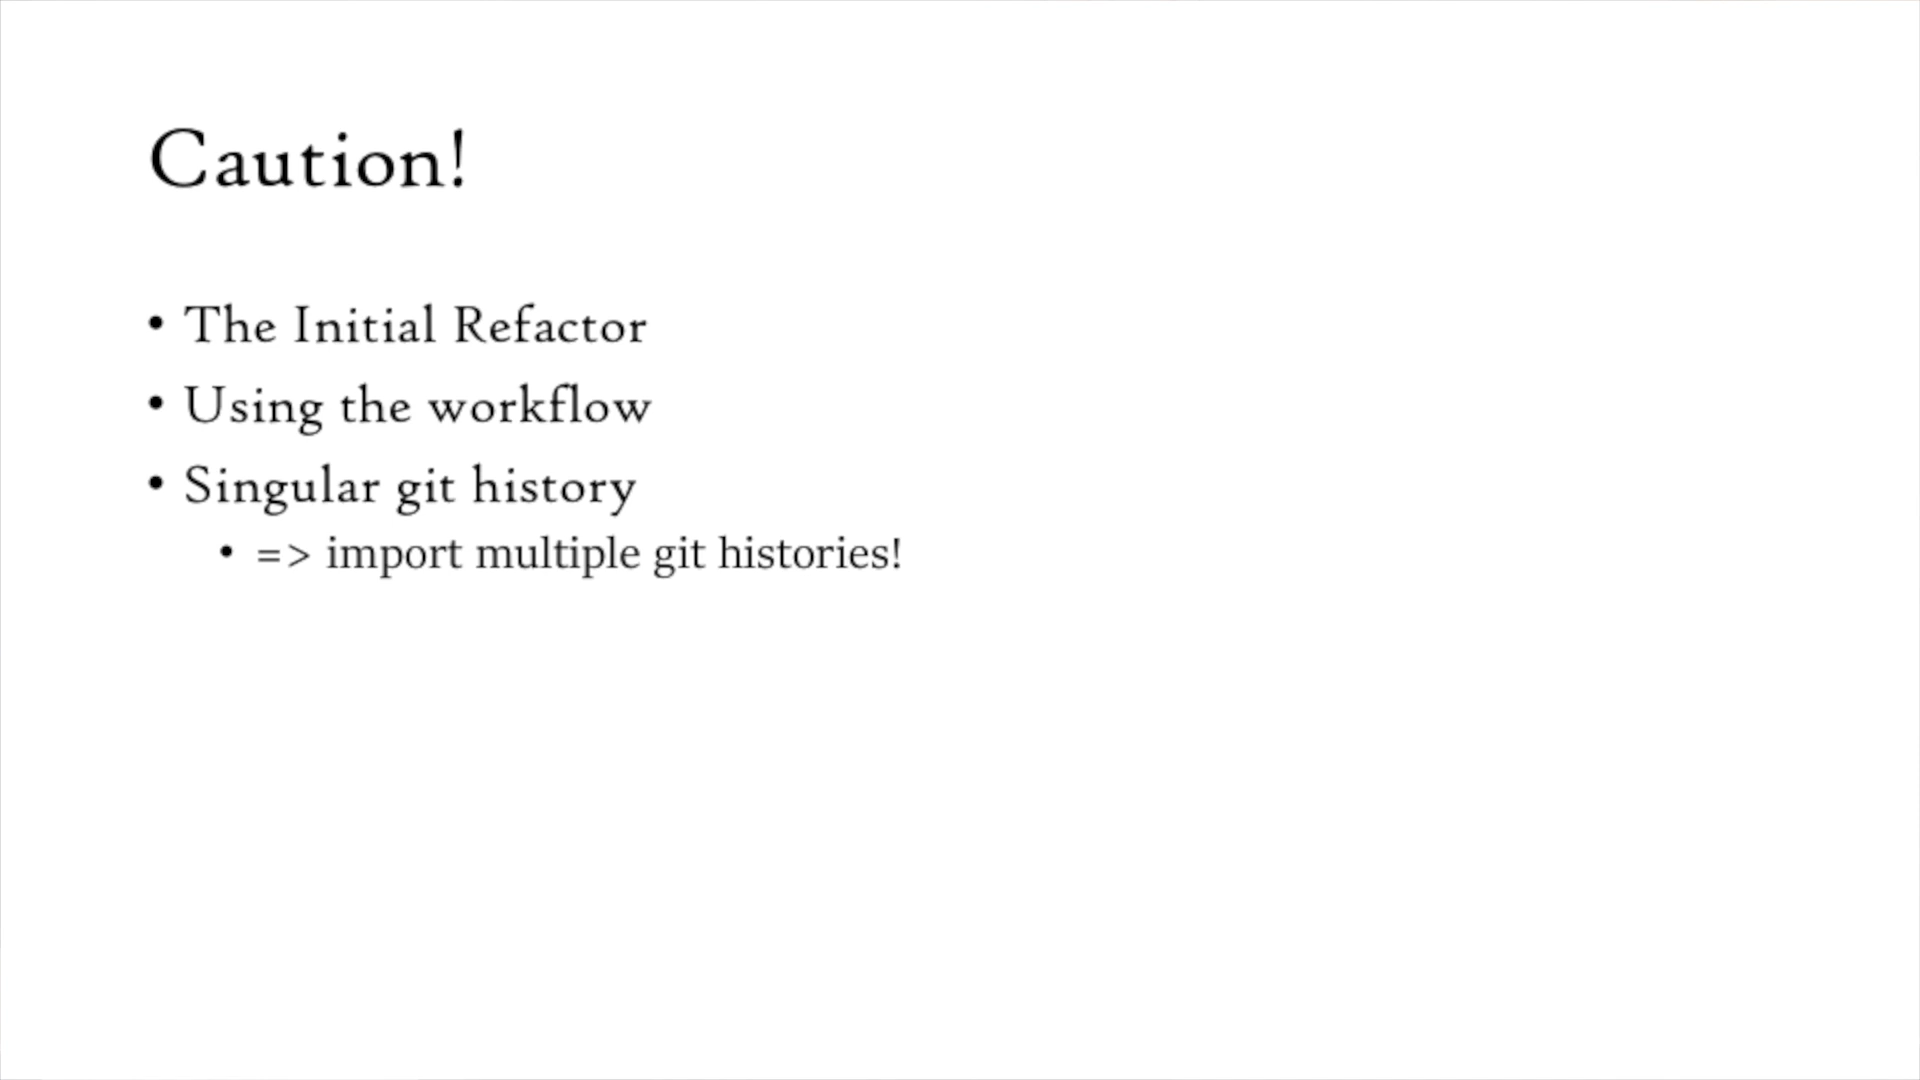 Caution!
• The Initial Refactor
• Using the workflow
• Singular git history
• => import multiple git histories!